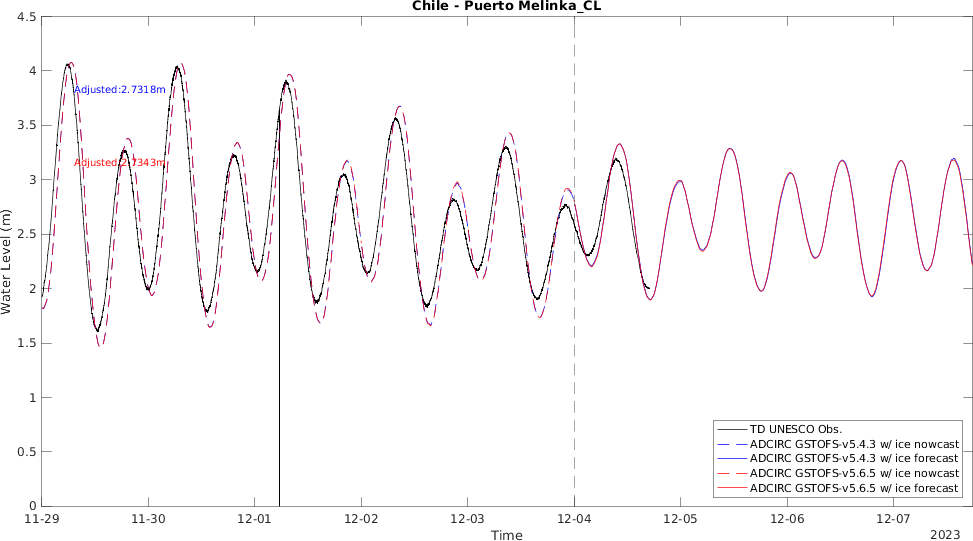 Chile - Puerto Melinka_CL
4.5
4
3.5
3
2.5
2
1.5
1
0.5
0
Water Level (m)
Adjusted:2.7318m
Adjusted:2.7343m
TD UNESCO Obs.
ADCIRC GSTOFS-v5.4.3 w/ ice nowcast
ADCIRC GSTOFS-v5.4.3 w/ ice forecast
ADCIRC GSTOFS-v5.6.5 w/ ice nowcast
ADCIRC GSTOFS-v5.6.5 w/ ice forecast
11-29 11-30 12-01 12-02 12-03 12-04 12-05 12-06 12-07
Time
2023